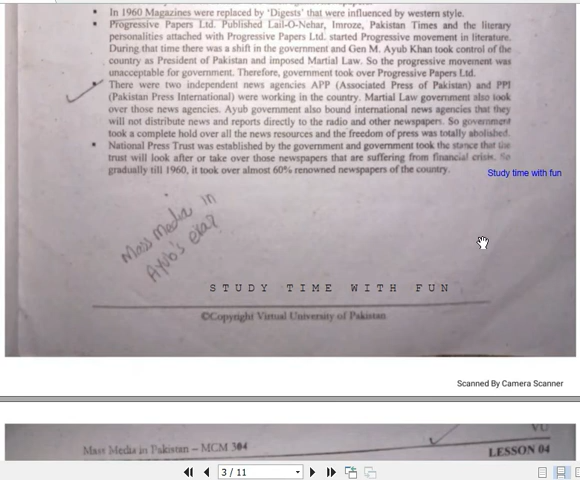 In 1960 Magazines were replaced by 'Digests' that were influenced by western style.
Progressive Papers Ltd. Published Lail-O-Nehar, Imroze, Pakistan Times and the literary
personalities attached with Progressive Papers Ltd. started Progressive movement in literature.
During that time there was a shift in the government and Gen M. Ayub Khan took control of the
country as President of Pakistan and imposed Martial Law. So the progressive movement was
unacceptable for government. Therefore, government took over Progressive Papers Ltd.
There were two independent news agencies APP (Associated Press of Pakistan) and PPI
(Pakistan Press International) were working in the country. Martial Law government also took
over those news agencies. Ayub government also bound international news agencies that they
will not distribute news and reports directly to the radio and other newspapers. So government
took a complete hold over all the news resources and the freedom of press was totally abolished.
National Press Trust was established by the government and government took the stance that the
trust will look after or take over those newspapers that are suffering from financial crisis. So
gradually till 1960, it took over almost 60% renowned newspapers of the country.
Study time with fun
Mass Media in
Ayub's era?
STUDY TIME WITH FUN
©Copyright Virtual University of Pakistan
Scanned By Camera Scanner
VU
Mass Media in Pakistan – MCM 304
LESSON 04
3 / 11